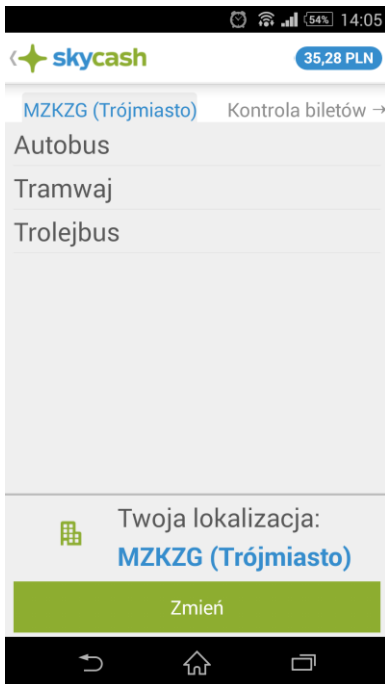 54% 14:05
skycash 35,28 PLN
MZKZG (Trójmiasto) Kontrola biletów →
Autobus
Tramwaj
Trolejbus
Twoja lokalizacja:
MZKZG (Trójmiasto)
Zmień